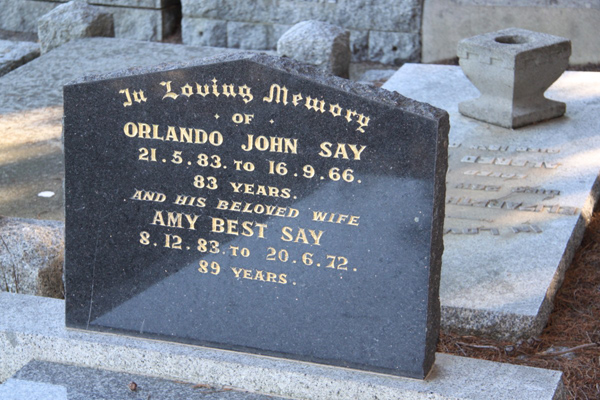 In Loving Memory
OF
ORLANDO JOHN SAY
21.5.83. TO 16.9.66.
83 YEARS.
AND HIS BELOVED WIFE
AMY BEST SAY
8.12.83. TO 20.6.72.
89 YEARS.